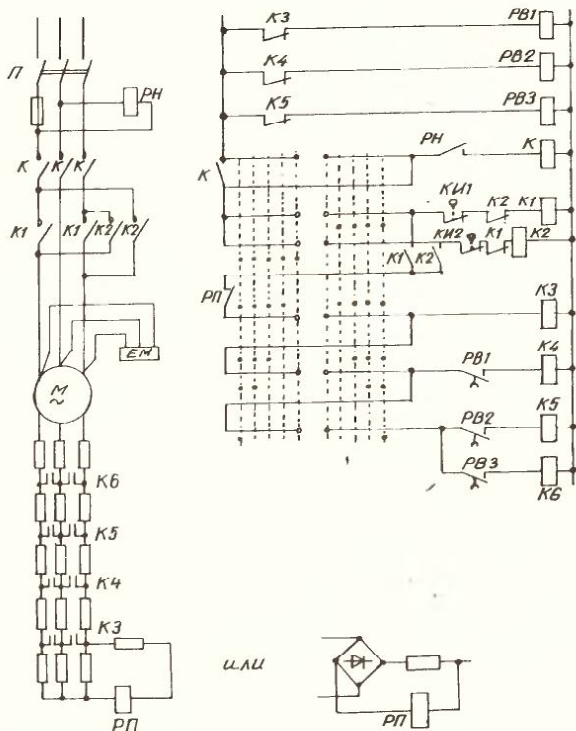 К3 РВ1
П РН К4 РВ2
К5 РВ3
К К К К РН К
КИ1 К2 К1
К1 К1 К2 К2 К1 К2 КИ2 К1 К2
РП К3
ЕМ
РВ1 К4
М
~
РВ2 К5
РВ3 К6
К6
К5
К4
К3
или
РП РП